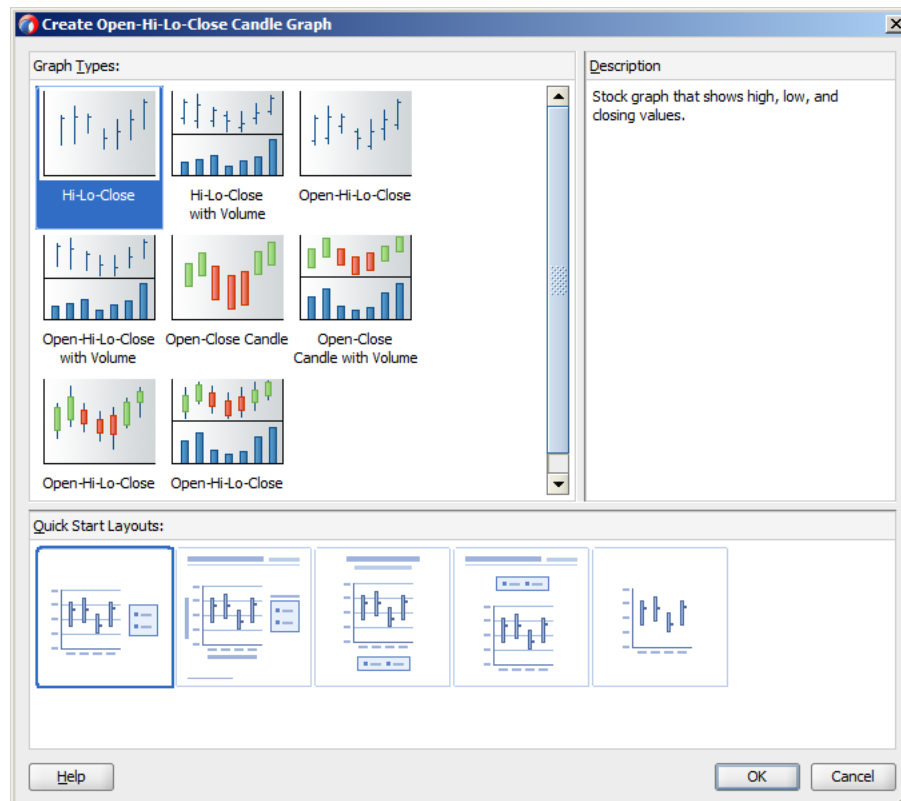 Create Open-Hi-Lo-Close Candle Graph
Graph Types:
Hi-Lo-Close
Hi-Lo-Close
with Volume
Open-Hi-Lo-Close
Open-Hi-Lo-Close
with Volume
Open-Close Candle
Open-Close
Candle with Volume
Open-Hi-Lo-Close
Open-Hi-Lo-Close
Description
Stock graph that shows high, low, and
closing values.
Quick Start Layouts:
Help
OK
Cancel